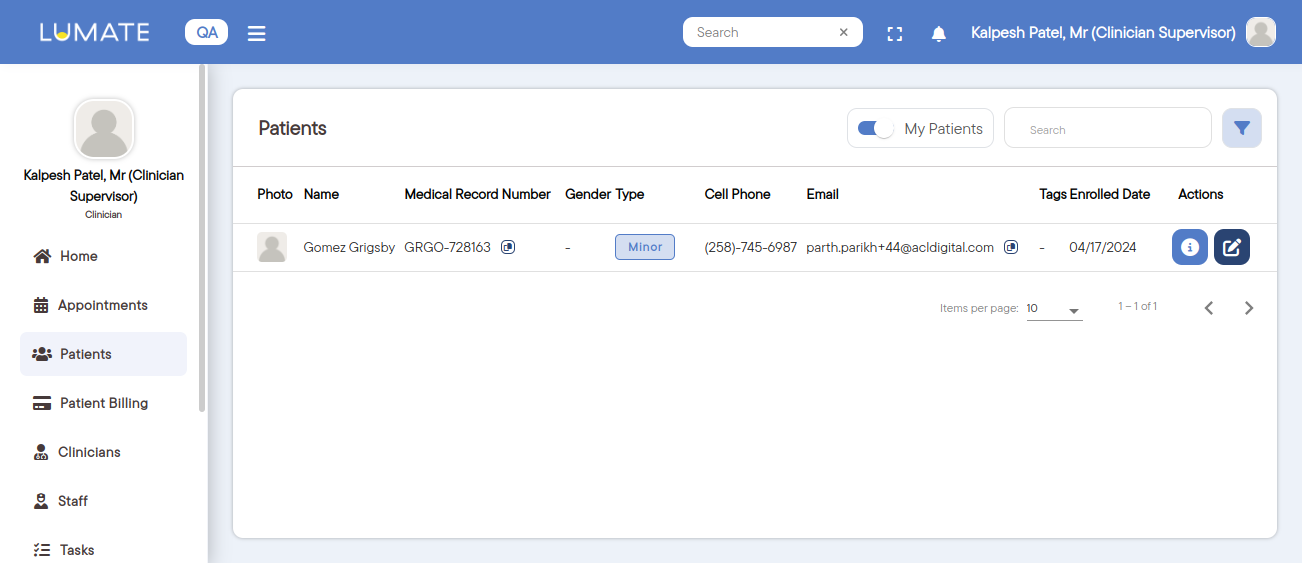 LUMATE QA Search × Kalpesh Patel, Mr (Clinician Supervisor)
Kalpesh Patel, Mr (Clinician
Supervisor)
Clinician
Home
Appointments
Patients
Patient Billing
Clinicians
Staff
Tasks
Patients My Patients Search
Photo Name Medical Record Number Gender Type Cell Phone Email Tags Enrolled Date Actions
Gomez Grigsby GRGO-728163 - Minor (258)-745-6987 parth.parikh+44@acldigital.com - 04/17/2024
Items per page: 10 1 – 1 of 1